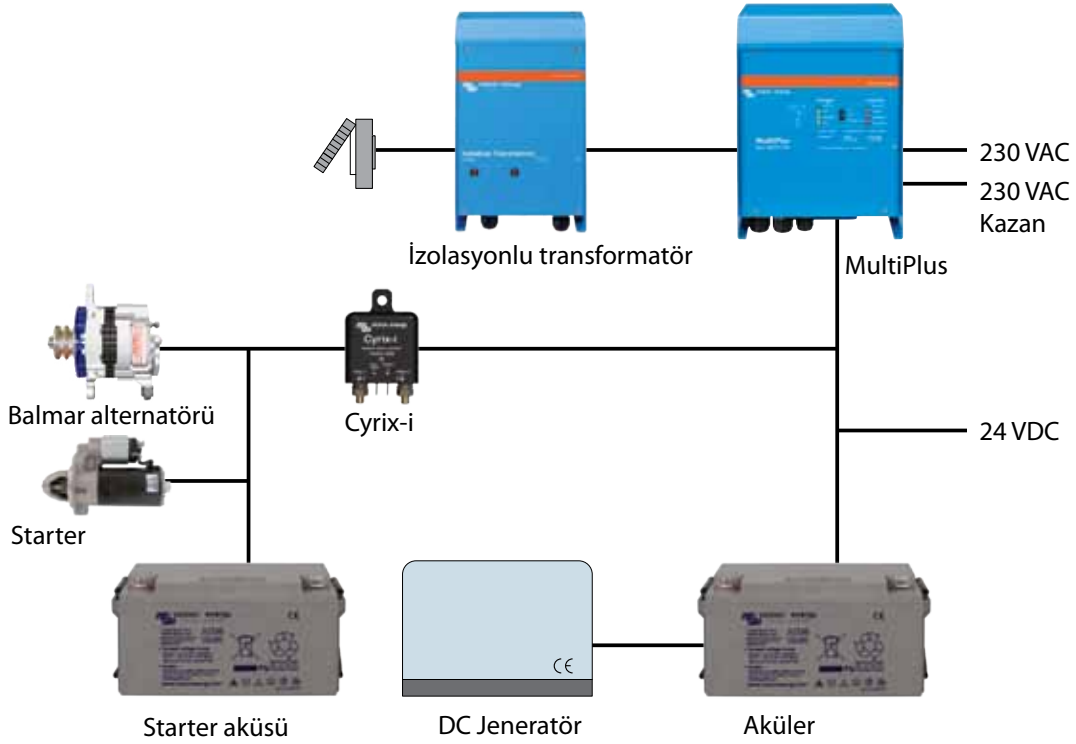 230 VAC
230 VAC
Kazan
İzolasyonlu transformatör
MultiPlus
MultiPlus
Cyrix-i
Balmar alternatörü
Cyrix-i
24 VDC
Starter
Starter aküsü
DC Jeneratör
Aküler